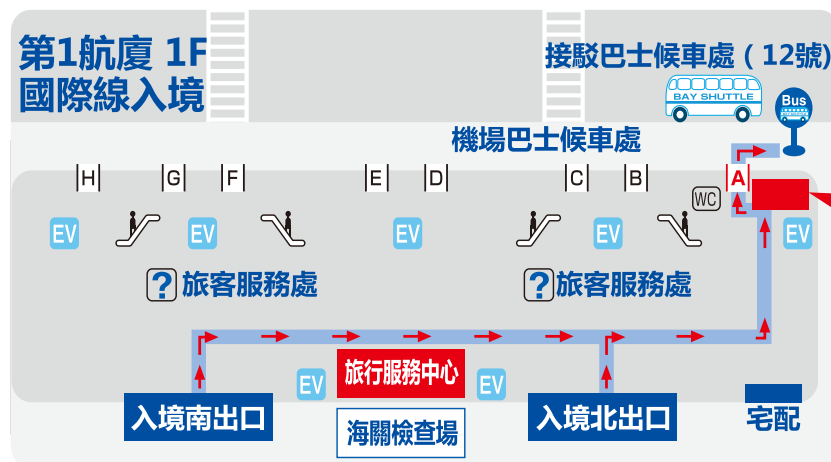 第1航廈 1F
國際線入境
接駁巴士候車處 ( 12號)
BAY SHUTTLE
Bus
機場巴士候車處
H
G
F
E
D
C
B
A
WC
EV
EV
EV
EV
EV
?旅客服務處
?旅客服務處
EV
旅行服務中心
EV
入境南出口
海關檢查場
入境北出口
宅配